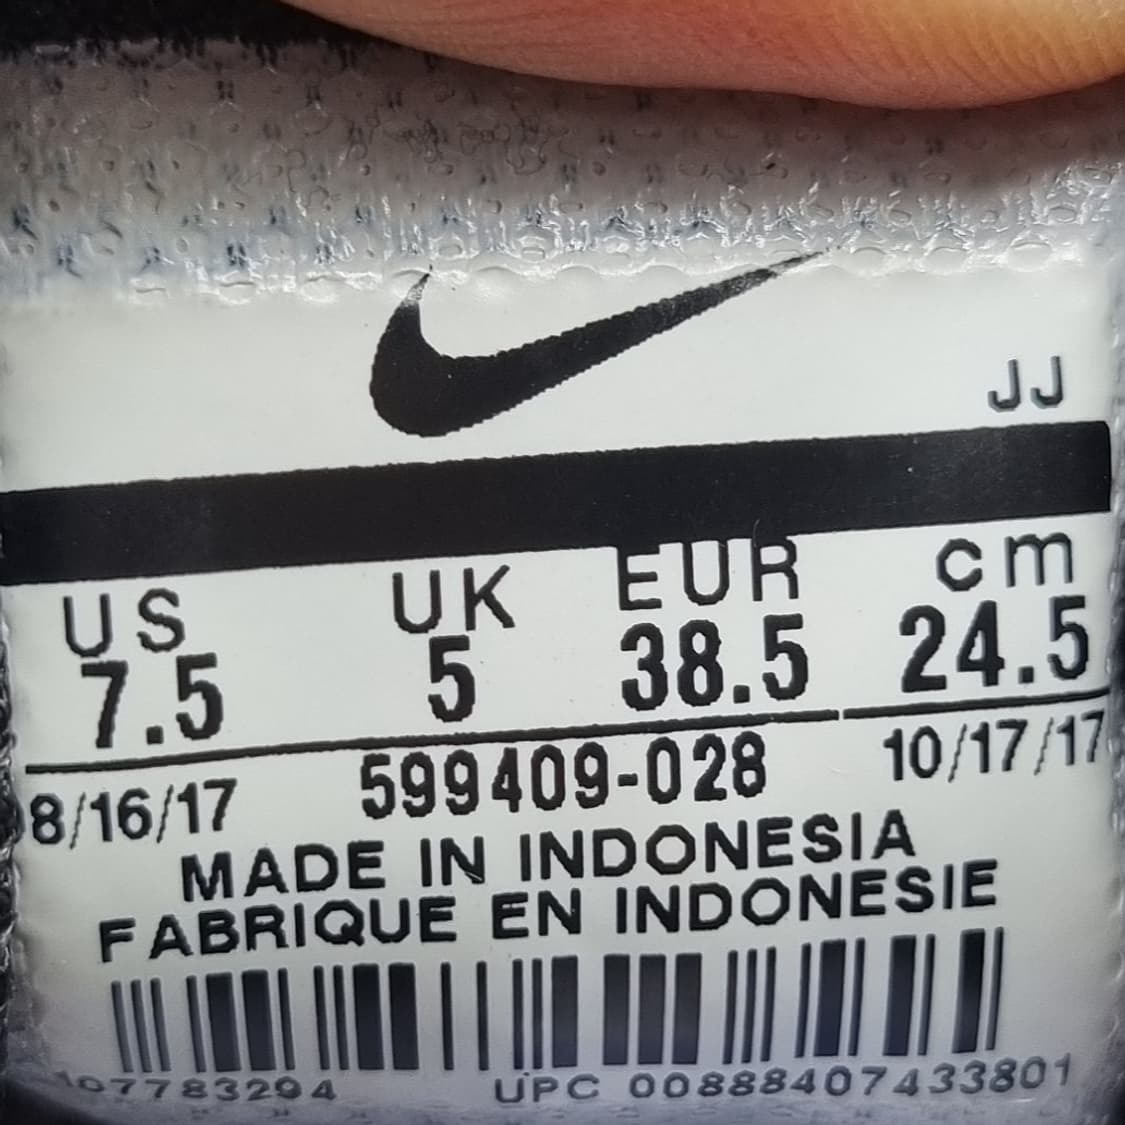 JJ
US UK EUR cm
7.5 5 38.5 24.5
8/16/17 599409-028 10/17/17
MADE IN INDONESIA
FABRIQUE EN INDONESIE
UPC 00888407433801